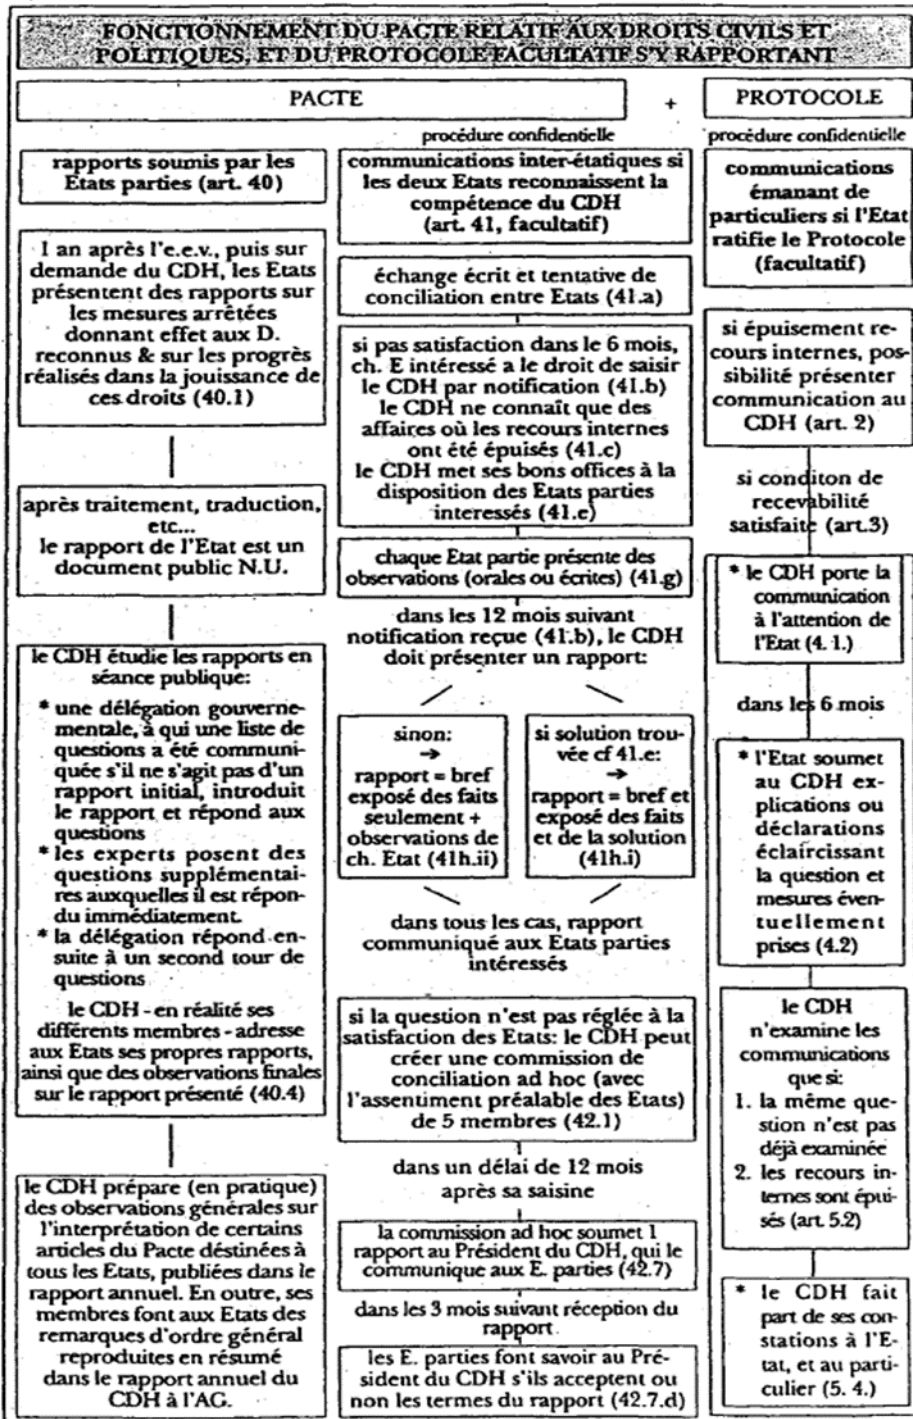 FONCTIONNEMENT DU PACTE RELATIF AUX DROITS CIVILS ET
POLITIQUES, ET DU PROTOCOLE FACULTATIF S'Y RAPPORTANT
PACTE
+
PROTOCOLE
rapports soumis par les
Etats parties (art. 40)
1 an après l'e.e.v., puis sur
demande du CDH, les Etats
présentent des rapports sur
les mesures arrêtées
donnant effet aux D.
reconnus & sur les progrès
réalisés dans la jouissance de
ces droits (40.1)
après traitement, traduction,
etc...
le rapport de l'Etat est un
document public N.U.
le CDH étudie les rapports en
séance publique:
* une délégation gouverne-
mentale, à qui une liste de
questions a été communi-
quée s'il ne s'agit pas d'un
rapport initial, introduit
le rapport et répond aux
questions
* les experts posent des
questions supplémentai-
res auxquelles il est répon-
du immédiatement.
* la délégation répond en-
suite à un second tour de
questions
le CDH - en réalité ses
différents membres - adresse
aux Etats ses propres rapports,
ainsi que des observations finales
sur le rapport présenté (40.4)
le CDH prépare (en pratique)
des observations générales sur
l'interprétation de certains
articles du Pacte déstinées à
tous les Etats, publiées dans le
rapport annuel. En outre, ses
membres font aux Etats des
remarques d'ordre général
reproduites en résumé
dans le rapport annuel du
CDH à l'AG.
procédure confidentielle
communications inter-étatiques si
les deux Etats reconnaissent la
compétence du CDH
(art. 41, facultatif)
échange écrit et tentative de
conciliation entre Etats (41.a)
si pas satisfaction dans le 6 mois,
ch. E intéressé a le droit de saisir
le CDH par notification (41.b)
le CDH ne connaît que des
affaires où les recours internes
ont été épuisés (41.c)
le CDH met ses bons offices à la
disposition des Etats parties
interessés (41.e)
chaque Etat partie présente des
observations (orales ou écrites) (41.g)
dans les 12 mois suivant
notification reçue (41.b), le CDH
doit présenter un rapport:
sinon:
→
rapport = bref
exposé des faits
seulement +
observations de
ch. Etat (41h.ii)
si solution trou-
vée cf 41.e:
→
rapport = bref et
exposé des faits
et de la solution
(41h.i)
dans tous les cas, rapport
communiqué aux Etats parties
intéressés
si la question n'est pas réglée à la
satisfaction des Etats: le CDH peut
créer une commission de
conciliation ad hoc (avec
l'assentiment préalable des Etats)
de 5 membres (42.1)
dans un délai de 12 mois
après sa saisine
la commission ad hoc soumet 1
rapport au Président du CDH, qui le
communique aux E. parties (42.7)
dans les 3 mois suivant réception du
rapport
les E. parties font savoir au Pré-
sident du CDH s'ils acceptent ou
non les termes du rapport (42.7.d)
procédure confidentielle
communications
émanant de
particuliers si l'Etat
ratifie le Protocole
(facultatif)
si épuisement re-
cours internes, pos-
sibilité présenter
communication au
CDH (art. 2)
si conditon de
recevabilité
satisfaite (art.3)
* le CDH porte la
communication
à l'attention de
l'Etat (4. 1.)
dans les 6 mois
* l'Etat soumet
au CDH ex-
plications ou
déclarations
éclaircissant
la question et
mesures éven-
tuellement
prises (4.2)
le CDH
n'examine les
communications
que si:
1. la même que-
stion n'est pas
déjà examinée
2. les recours in-
ternes sont épui-
sés (art. 5.2)
* le CDH fait
part de ses con-
stations à l'E-
tat, et au parti-
culier (5. 4.)